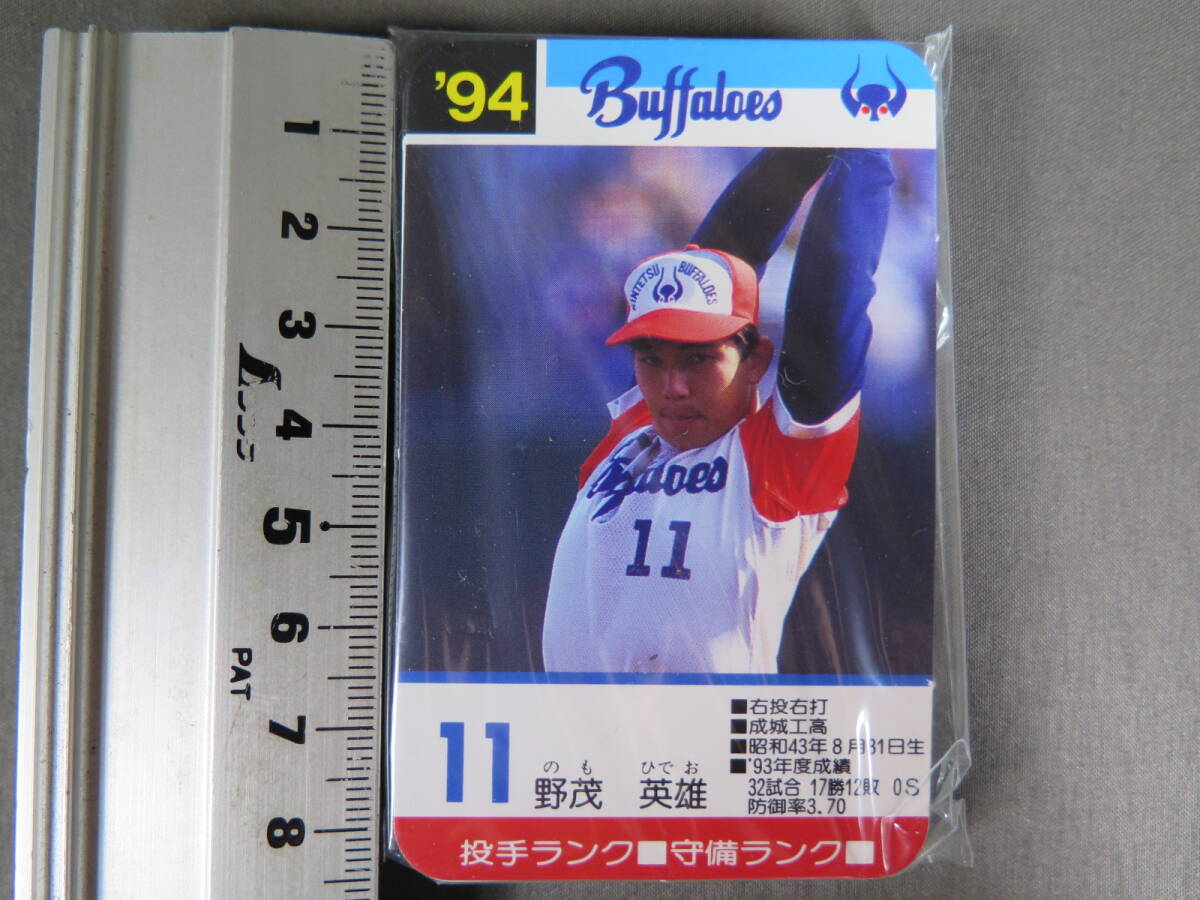 '94
Buffaloes
KINTETSU BUFFALOES
Buffaloes
11
11
のも ひでお
野茂 英雄
■右投右打
■成城工高
■昭和43年8月31日生
■'93年度成績
32試合 17勝12敗 0S
防御率3.70
投手ランク■守備ランク■
1
2
3
4
5
6
7
8
PAT